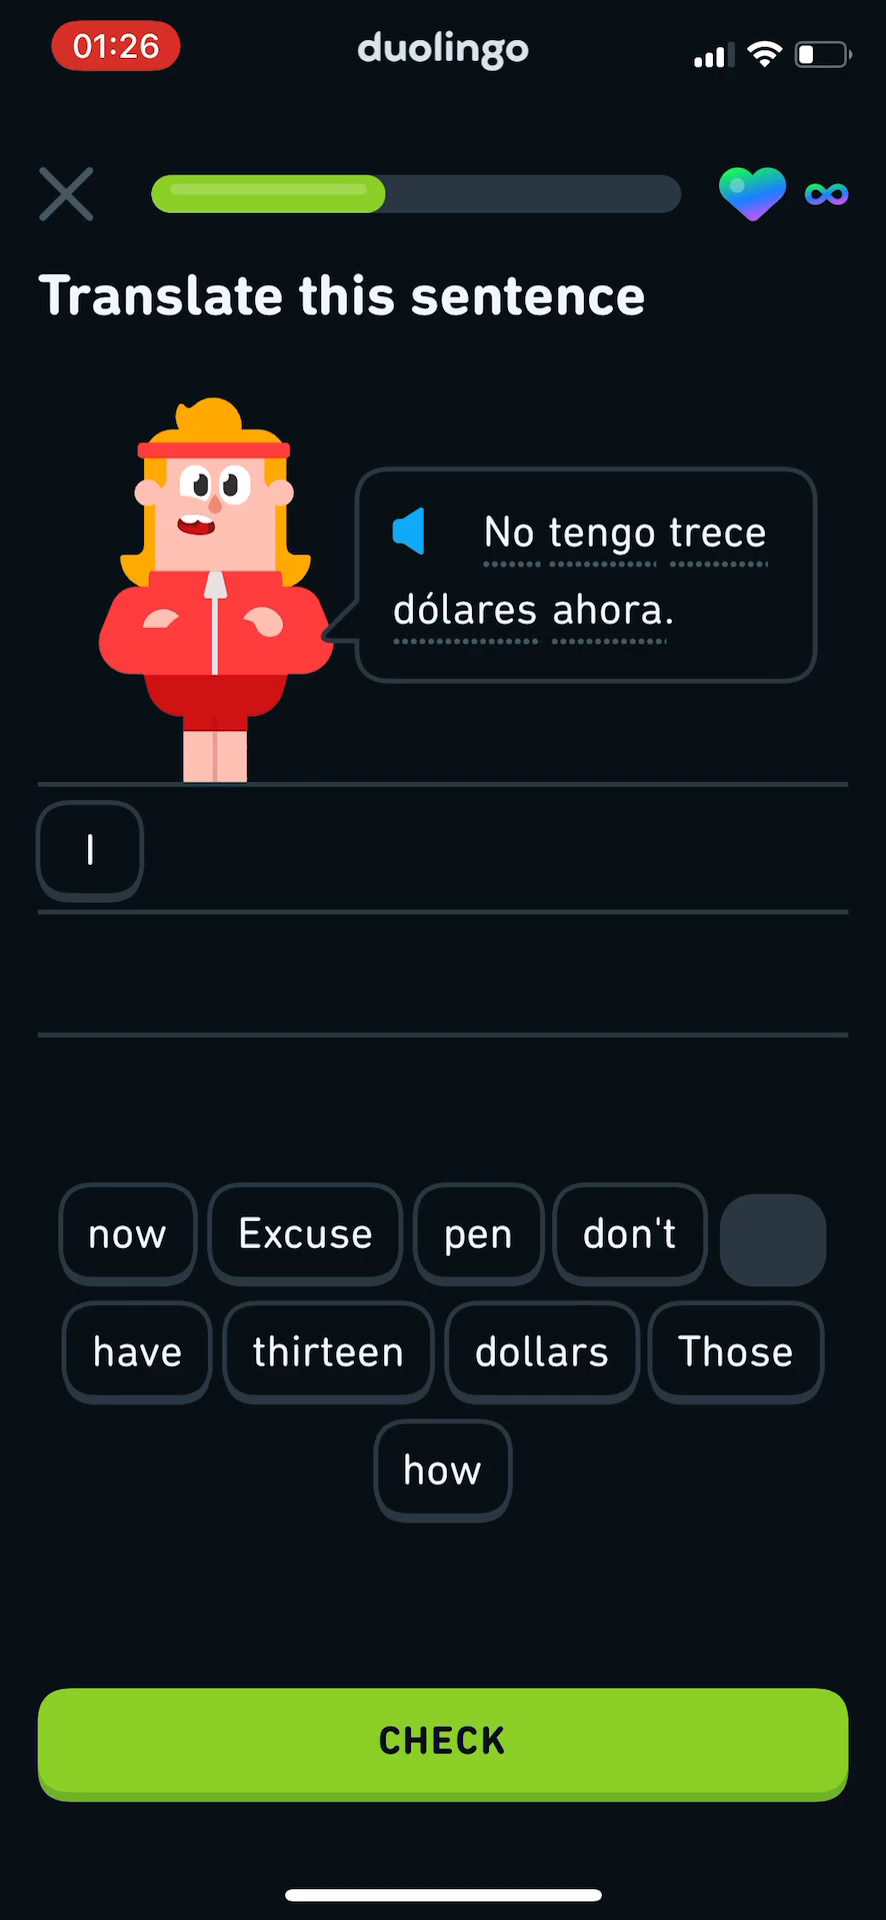 01:26
duolingo
Translate this sentence
No tengo trece
dólares ahora.
I
now Excuse pen don't
have thirteen dollars Those
how
CHECK